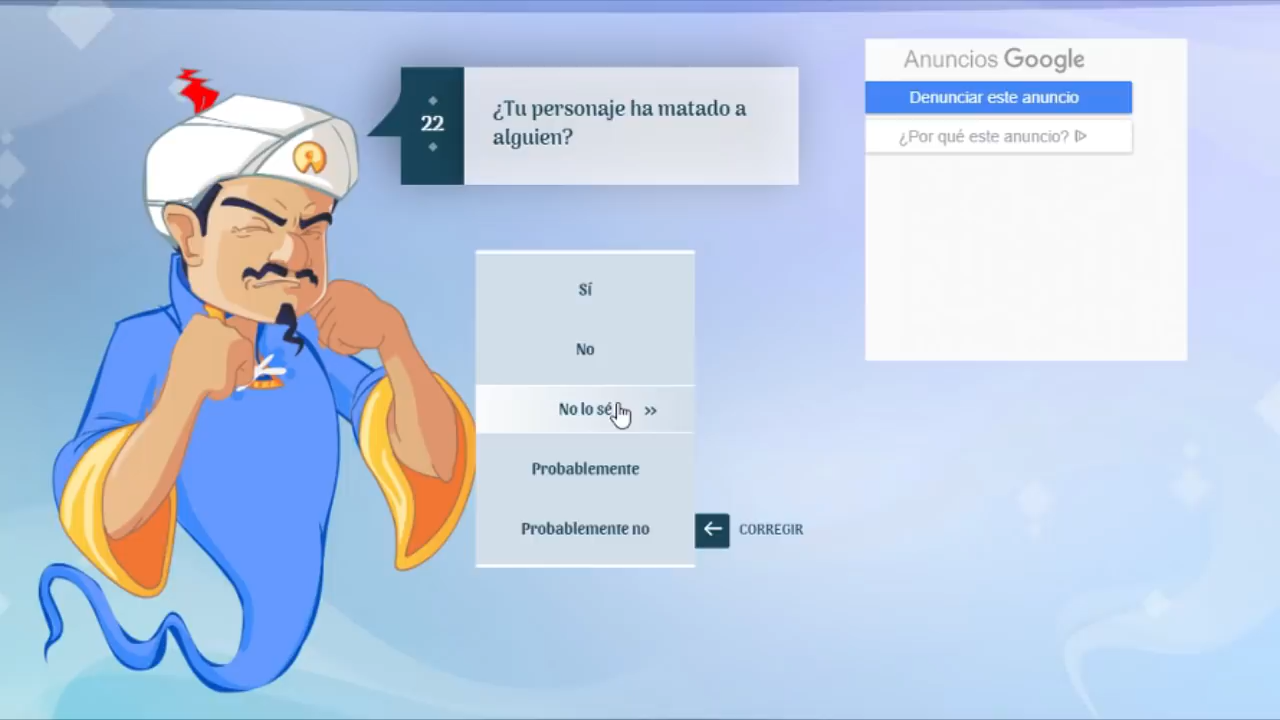 22
¿Tu personaje ha matado a
alguien?
Sí
No
No lo sé
Probablemente
Probablemente no
CORREGIR
Anuncios Google
Denunciar este anuncio
¿Por qué este anuncio?